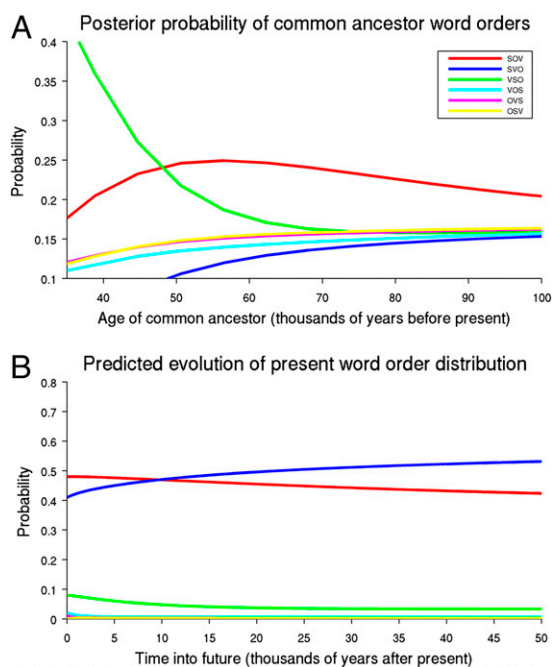 A
Posterior probability of common ancestor word orders
0.4
0.35
0.3
0.25
0.2
0.15
0.1
Probability
SOV
SVO
VSO
VOS
OVS
OSV
40 50 60 70 80 90 100
Age of common ancestor (thousands of years before present)
B
Predicted evolution of present word order distribution
0.8
0.7
0.6
0.5
0.4
0.3
0.2
0.1
0
Probability
0 5 10 15 20 25 30 35 40 45 50
Time into future (thousands of years after present)